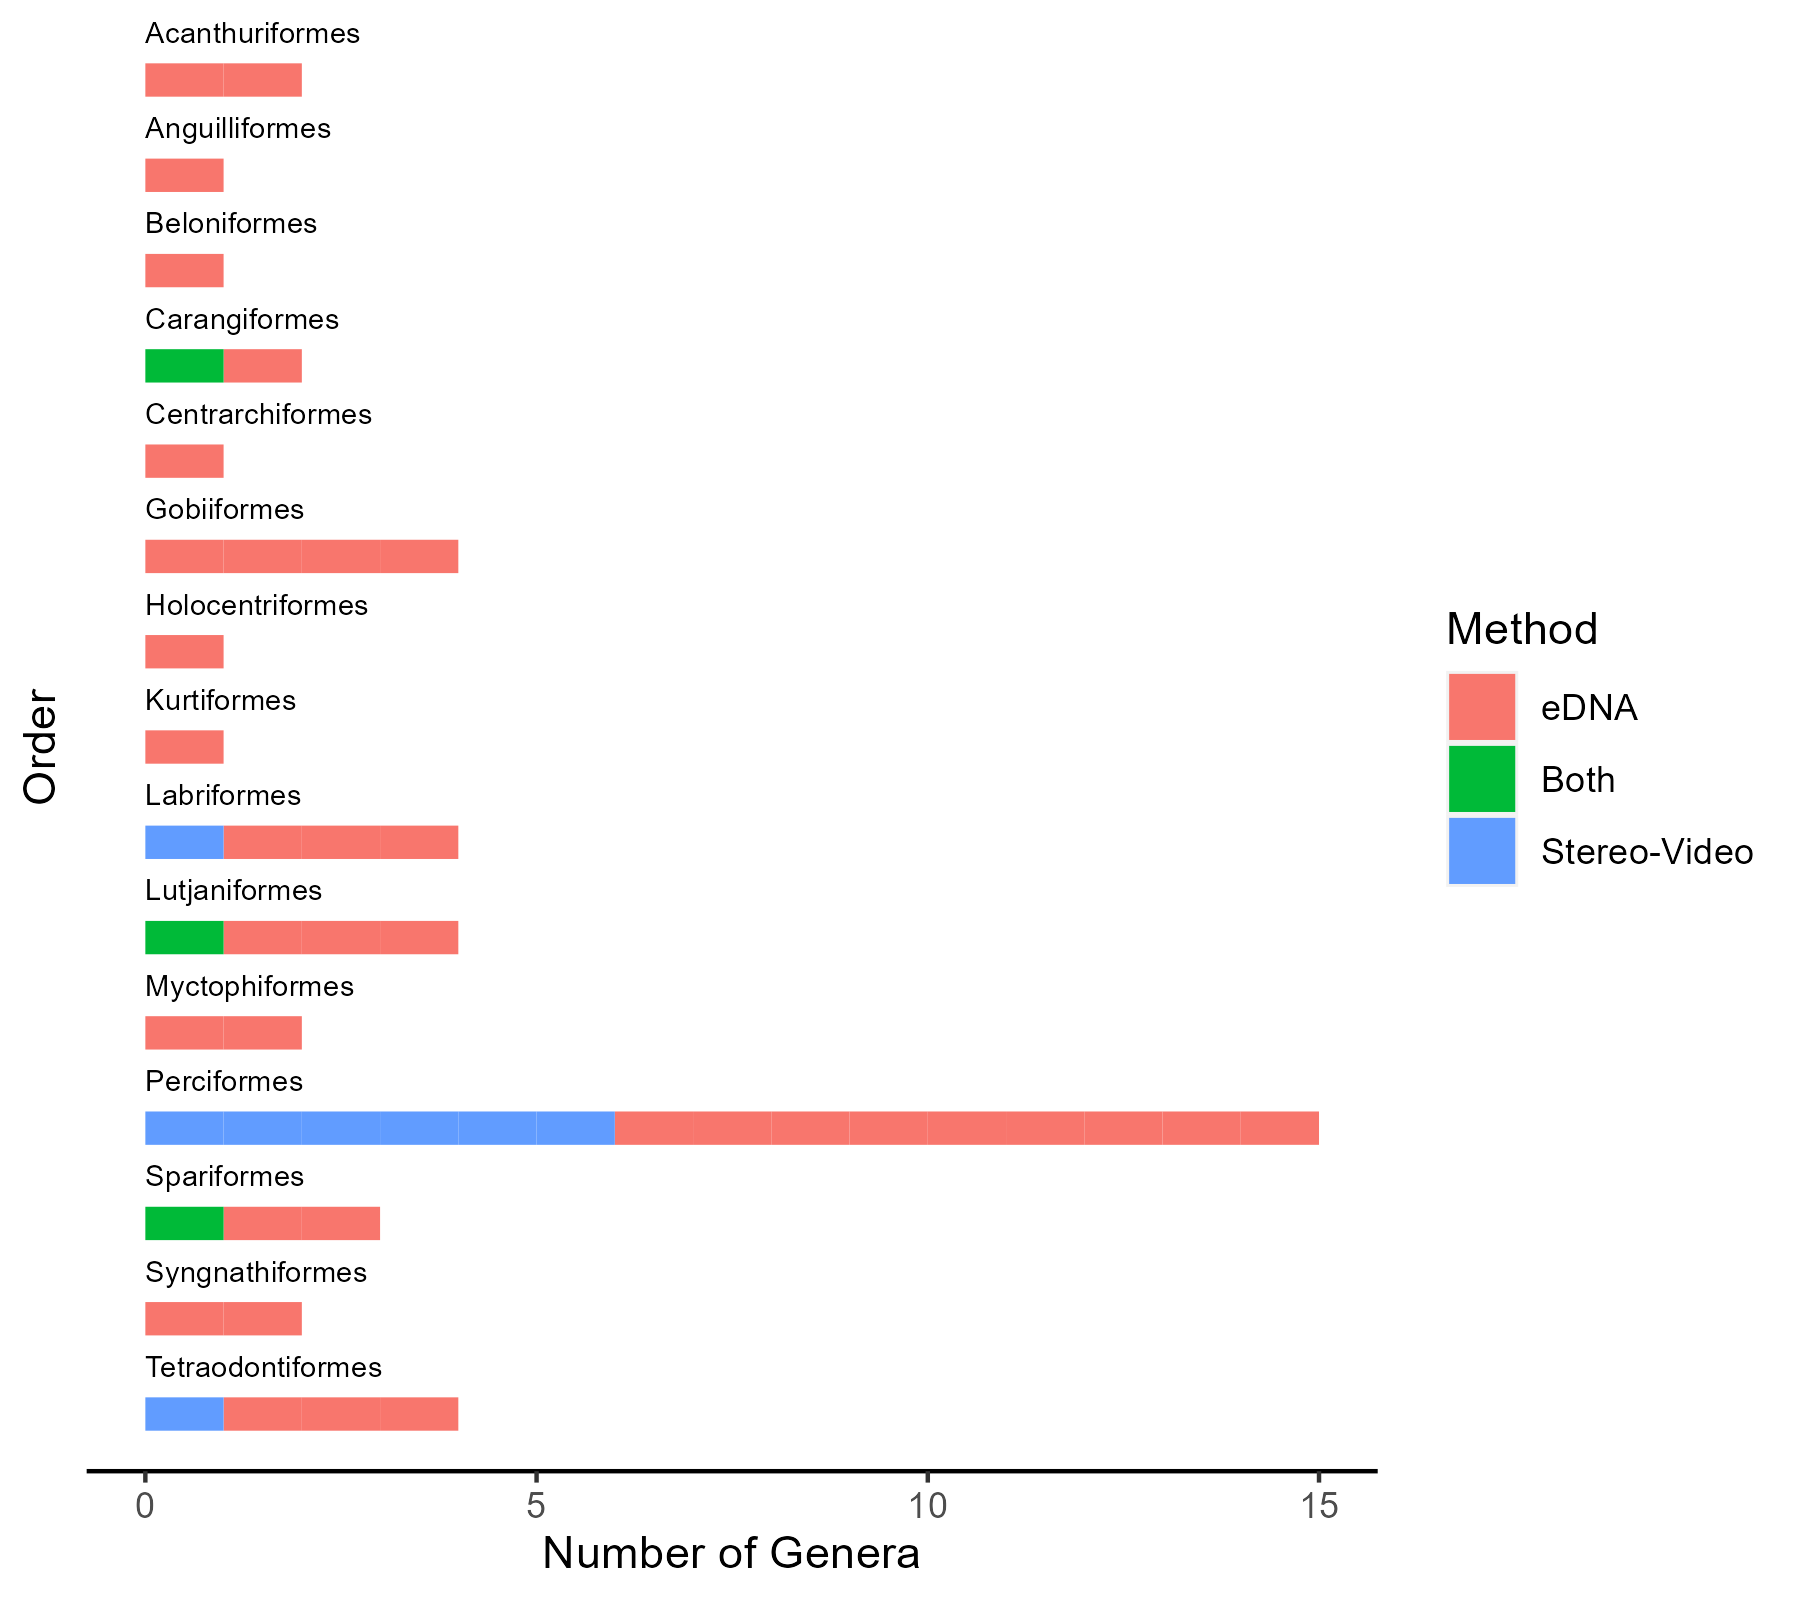 Acanthuriformes
Anguilliformes
Beloniformes
Carangiformes
Centrarchiformes
Gobiiformes
Holocentriformes
Kurtiformes
Labriformes
Lutjaniformes
Myctophiformes
Perciformes
Spariformes
Syngnathiformes
Tetraodontiformes
Order
0 5 10 15
Number of Genera
Method
eDNA
Both
Stereo-Video